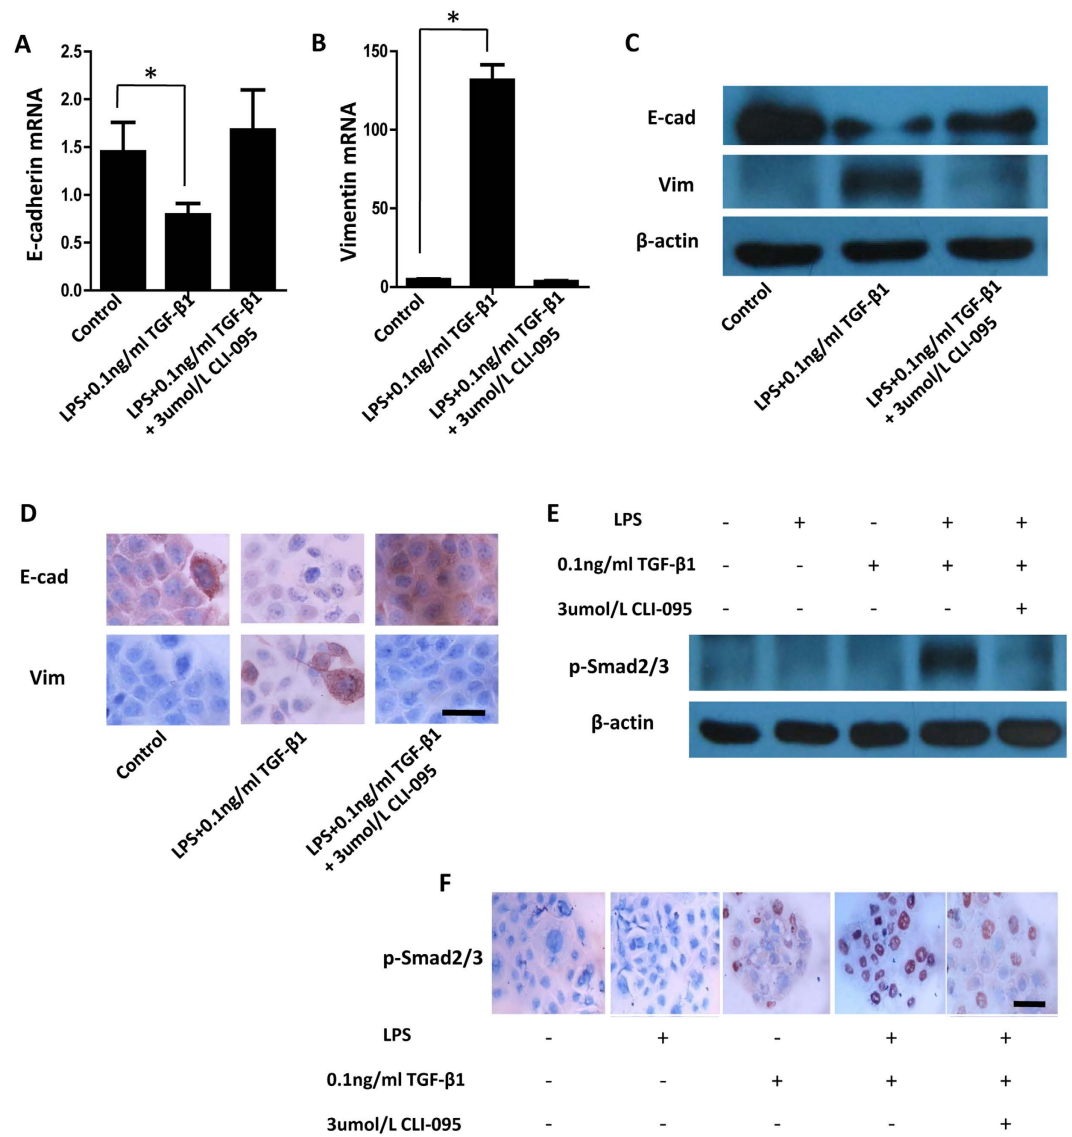 A
E-cadherin mRNA
2.5
2.0
1.5
1.0
0.5
0.0
*
Control
LPS+0.1ng/ml TGF-β1
LPS+0.1ng/ml TGF-β1
+ 3umol/L CLI-095
B
Vimentin mRNA
150
100
50
0
*
Control
LPS+0.1ng/ml TGF-β1
LPS+0.1ng/ml TGF-β1
+ 3umol/L CLI-095
C
E-cad
Vim
β-actin
Control
LPS+0.1ng/ml TGF-β1
LPS+0.1ng/ml TGF-β1
+ 3umol/L CLI-095
D
E-cad
Vim
Control
LPS+0.1ng/ml TGF-β1
LPS+0.1ng/ml TGF-β1
+ 3umol/L CLI-095
E
LPS - + - + +
0.1ng/ml TGF-β1 - - + + +
3umol/L CLI-095 - - - - +
p-Smad2/3
β-actin
F
p-Smad2/3
LPS - + - + +
0.1ng/ml TGF-β1 - - + + +
3umol/L CLI-095 - - - - +